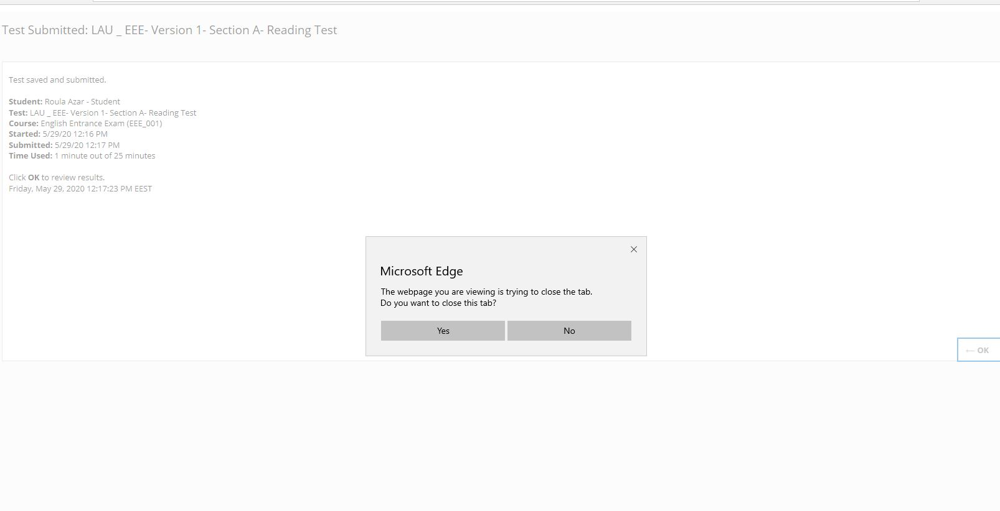 Test Submitted: LAU _ EEE- Version 1- Section A- Reading Test
Test saved and submitted.
Student: Roula Azar - Student
Test: LAU _ EEE- Version 1- Section A- Reading Test
Course: English Entrance Exam (EEE_001)
Started: 5/29/20 12:16 PM
Submitted: 5/29/20 12:17 PM
Time Used: 1 minute out of 25 minutes
Click OK to review results.
Friday, May 29, 2020 12:17:23 PM EEST
Microsoft Edge
The webpage you are viewing is trying to close the tab.
Do you want to close this tab?
Yes No
← OK